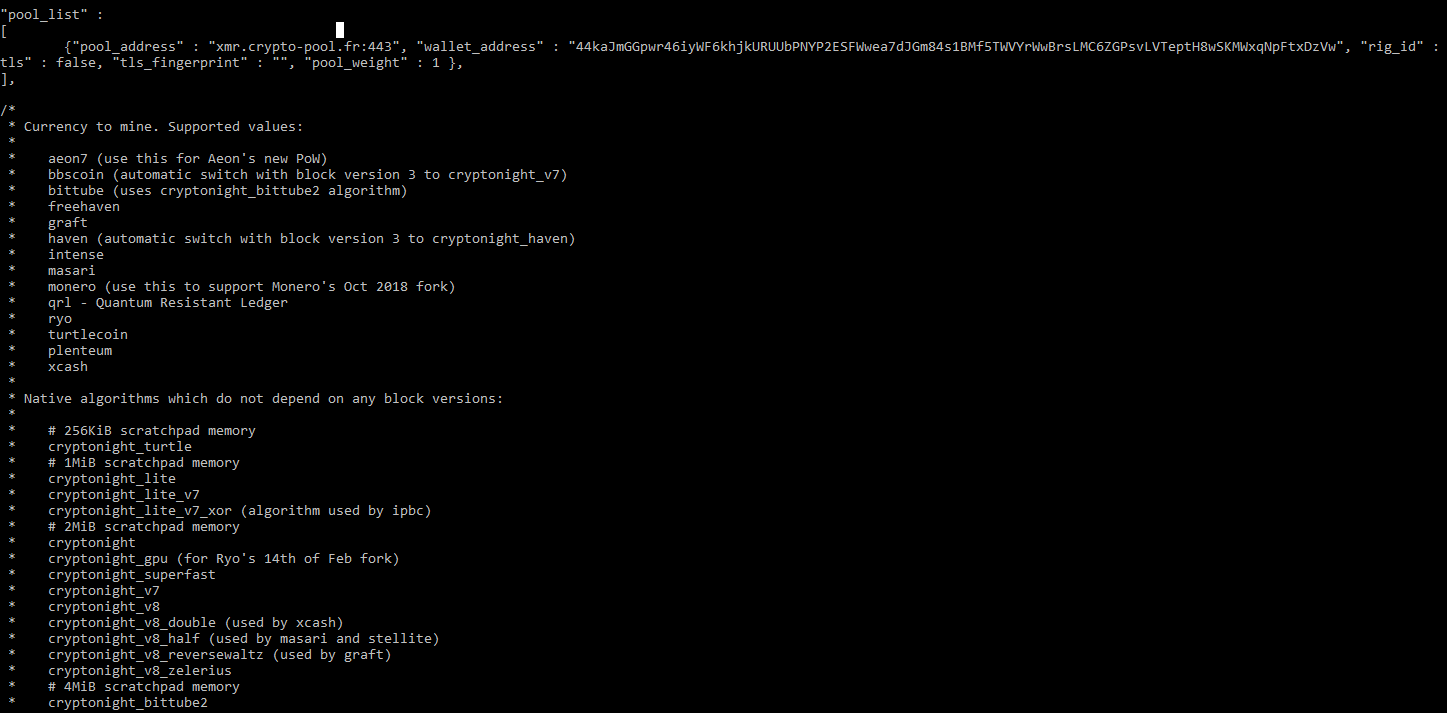 "pool_list" :
[
{"pool_address" : "xmr.crypto-pool.fr:443", "wallet_address" : "44kaJmGGpwr46iyWF6khjkURUUbPNYP2ESFWwea7dJGm84s1BMf5TWVYrWwBrsLMC6ZGPsvLVTeptH8wSKMWxqNpFtxDzVw", "rig_id" :
tls" : false, "tls_fingerprint" : "", "pool_weight" : 1 },
],
/*
* Currency to mine. Supported values:
*
* aeon7 (use this for Aeon's new PoW)
* bbscoin (automatic switch with block version 3 to cryptonight_v7)
* bittube (uses cryptonight_bittube2 algorithm)
* freehaven
* graft
* haven (automatic switch with block version 3 to cryptonight_haven)
* intense
* masari
* monero (use this to support Monero's Oct 2018 fork)
* qrl - Quantum Resistant Ledger
* ryo
* turtlecoin
* plenteum
* xcash
*
* Native algorithms which do not depend on any block versions:
*
* # 256KiB scratchpad memory
* cryptonight_turtle
* # 1MiB scratchpad memory
* cryptonight_lite
* cryptonight_lite_v7
* cryptonight_lite_v7_xor (algorithm used by ipbc)
* # 2MiB scratchpad memory
* cryptonight
* cryptonight_gpu (for Ryo's 14th of Feb fork)
* cryptonight_superfast
* cryptonight_v7
* cryptonight_v8
* cryptonight_v8_double (used by xcash)
* cryptonight_v8_half (used by masari and stellite)
* cryptonight_v8_reversewaltz (used by graft)
* cryptonight_v8_zelerius
* # 4MiB scratchpad memory
* cryptonight_bittube2